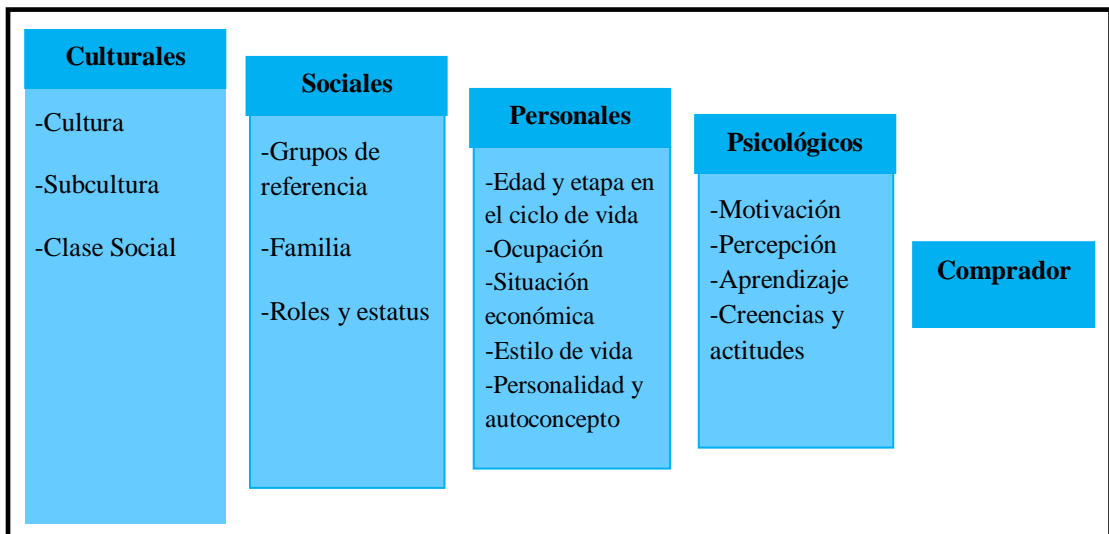 Culturales
-Cultura
-Subcultura
-Clase Social
Sociales
-Grupos de
referencia
-Familia
-Roles y estatus
Personales
-Edad y etapa en
el ciclo de vida
-Ocupación
-Situación
económica
-Estilo de vida
-Personalidad y
autoconcepto
Psicológicos
-Motivación
-Percepción
-Aprendizaje
-Creencias y
actitudes
Comprador